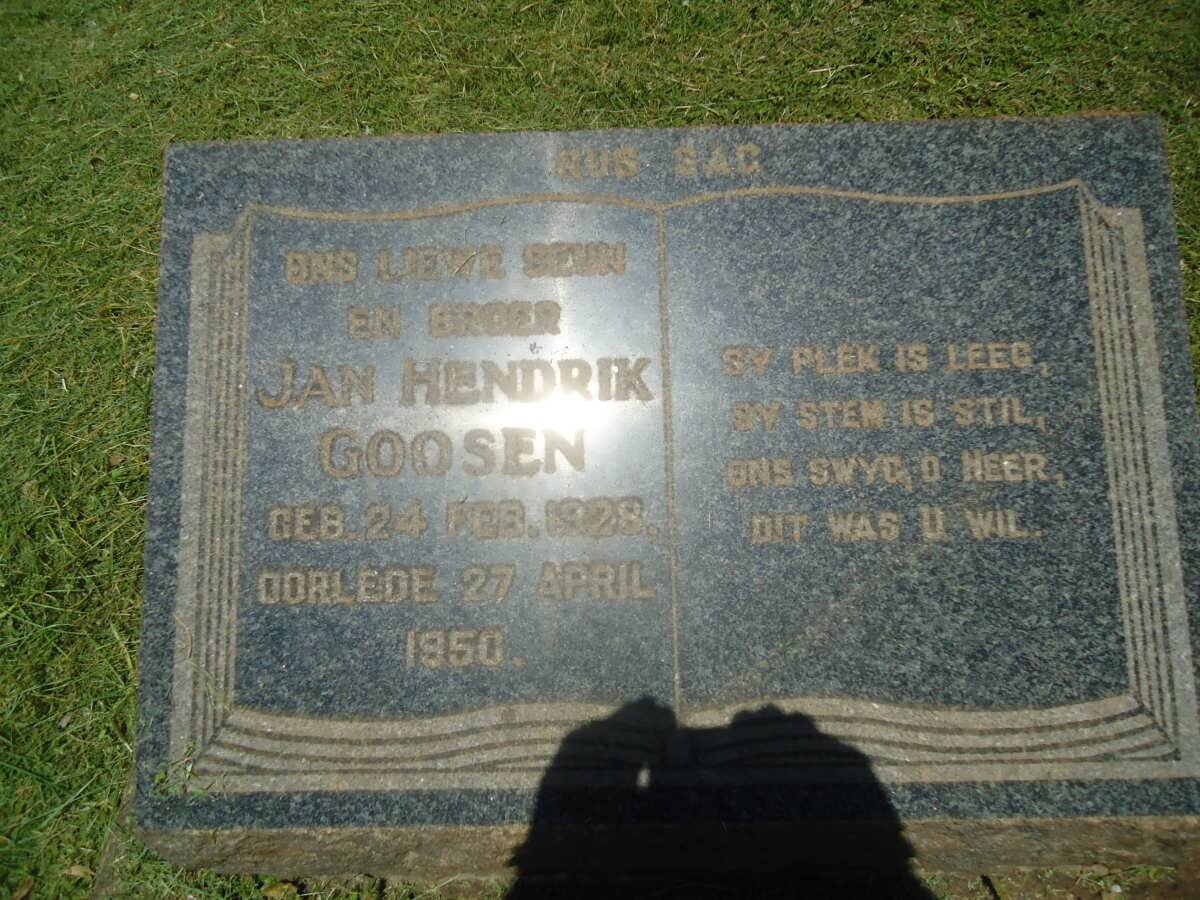 RUS SAG
ONS LIEWE SEUN
EN BROER
JAN HENDRIK
GOOSEN
GEB. 24 FEB. 1928,
OORLEDE 27 APRIL
1950.
SY PLEK IS LEEG,
SY STEM IS STIL,
ONS SWYG, O HEER,
DIT WAS U WIL.